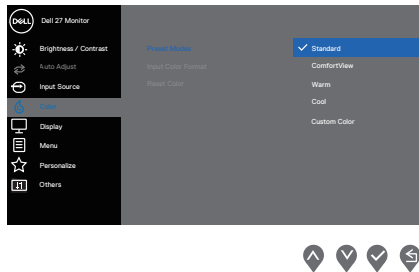 DELL
Dell 27 Monitor
Brightness / Contrast
Auto Adjust
Input Source
Color
Display
Menu
Personalize
Others
Preset Modes
Input Color Format
Reset Color
Standard
ComfortView
Warm
Cool
Custom Color